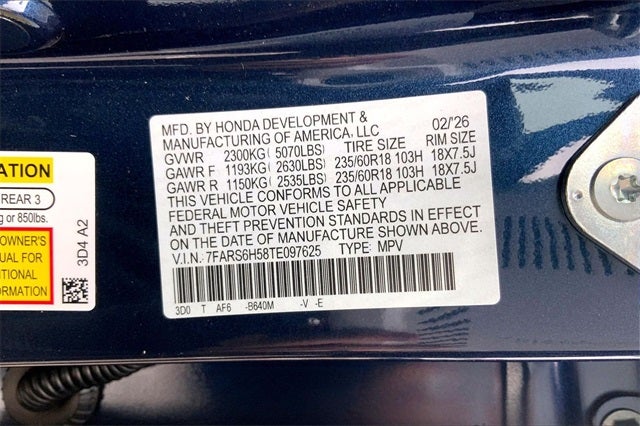 MFD. BY HONDA DEVELOPMENT & 02/'26
MANUFACTURING OF AMERICA, LLC
GVWR 2300KG (5070LBS) TIRE SIZE RIM SIZE
GAWR F 1193KG (2630LBS) 235/60R18 103H 18X7.5J
GAWR R 1150KG (2535LBS) 235/60R18 103H 18X7.5J
THIS VEHICLE CONFORMS TO ALL APPLICABLE
FEDERAL MOTOR VEHICLE SAFETY
AND THEFT PREVENTION STANDARDS IN EFFECT
ON THE DATE OF MANUFACTURE SHOWN ABOVE.
V.I.N.: 7FARS6H58TE097625 TYPE: MPV
3D0 T AF6 -B640M -V -E
ATION
REAR 3
g or 850lbs.
OWNER'S
NUAL FOR
DITIONAL
ORMATION
3D4 A2